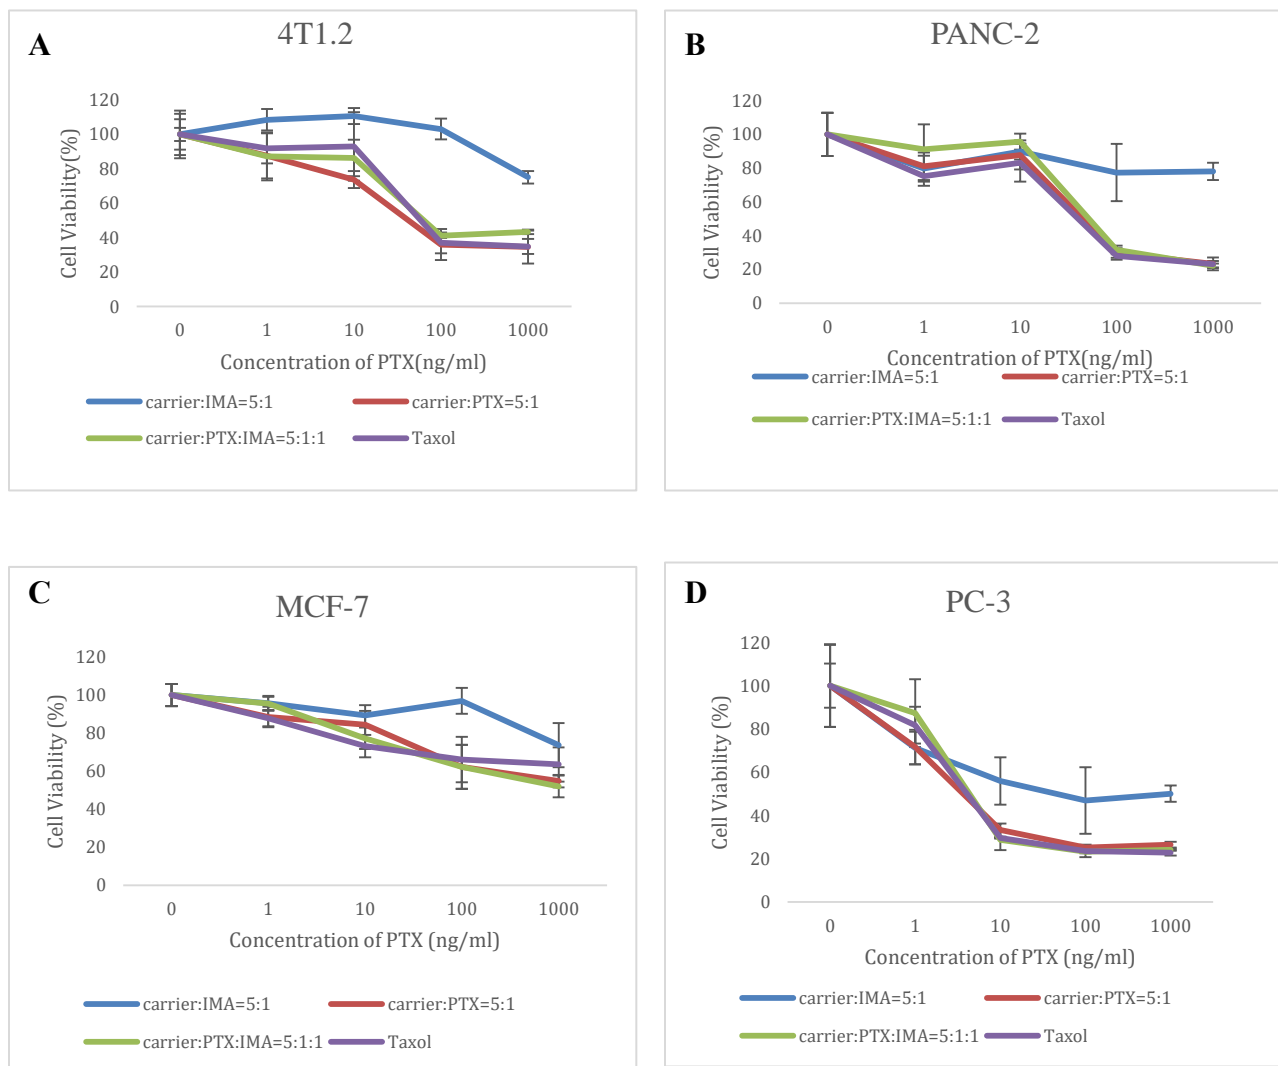 A
4T1.2
Cell Viability(%)
120
100
80
60
40
20
0
0 1 10 100 1000
Concentration of PTX(ng/ml)
carrier:IMA=5:1 carrier:PTX=5:1
carrier:PTX:IMA=5:1:1 Taxol
B
PANC-2
Cell Viability (%)
120
100
80
60
40
20
0
0 1 10 100 1000
Concentration of PTX(ng/ml)
carrier:IMA=5:1 carrier:PTX=5:1
carrier:PTX:IMA=5:1:1 Taxol
C
MCF-7
Cell Viability (%)
120
100
80
60
40
20
0
0 1 10 100 1000
Concentration of PTX (ng/ml)
carrier:IMA=5:1 carrier:PTX=5:1
carrier:PTX:IMA=5:1:1 Taxol
D
PC-3
Cell Viability (%)
120
100
80
60
40
20
0
0 1 10 100 1000
Concentration of PTX (ng/ml)
carrier:IMA=5:1 carrier:PTX=5:1
carrier:PTX:IMA=5:1:1 Taxol